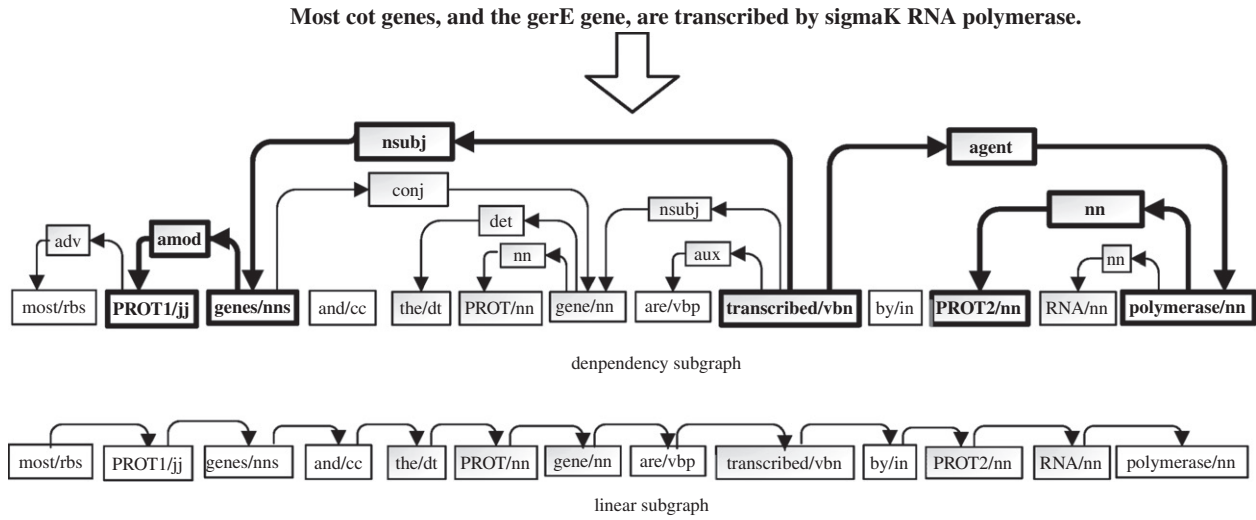 Most cot genes, and the gerE gene, are transcribed by sigmaK RNA polymerase.
nsubj
agent
conj
nsubj
nn
det
adv
amod
nn
aux
nn
most/rbs PROT1/jj genes/nns and/cc the/dt PROT/nn gene/nn are/vbp transcribed/vbn by/in PROT2/nn RNA/nn polymerase/nn
denpendency subgraph
most/rbs PROT1/jj genes/nns and/cc the/dt PROT/nn gene/nn are/vbp transcribed/vbn by/in PROT2/nn RNA/nn polymerase/nn
linear subgraph